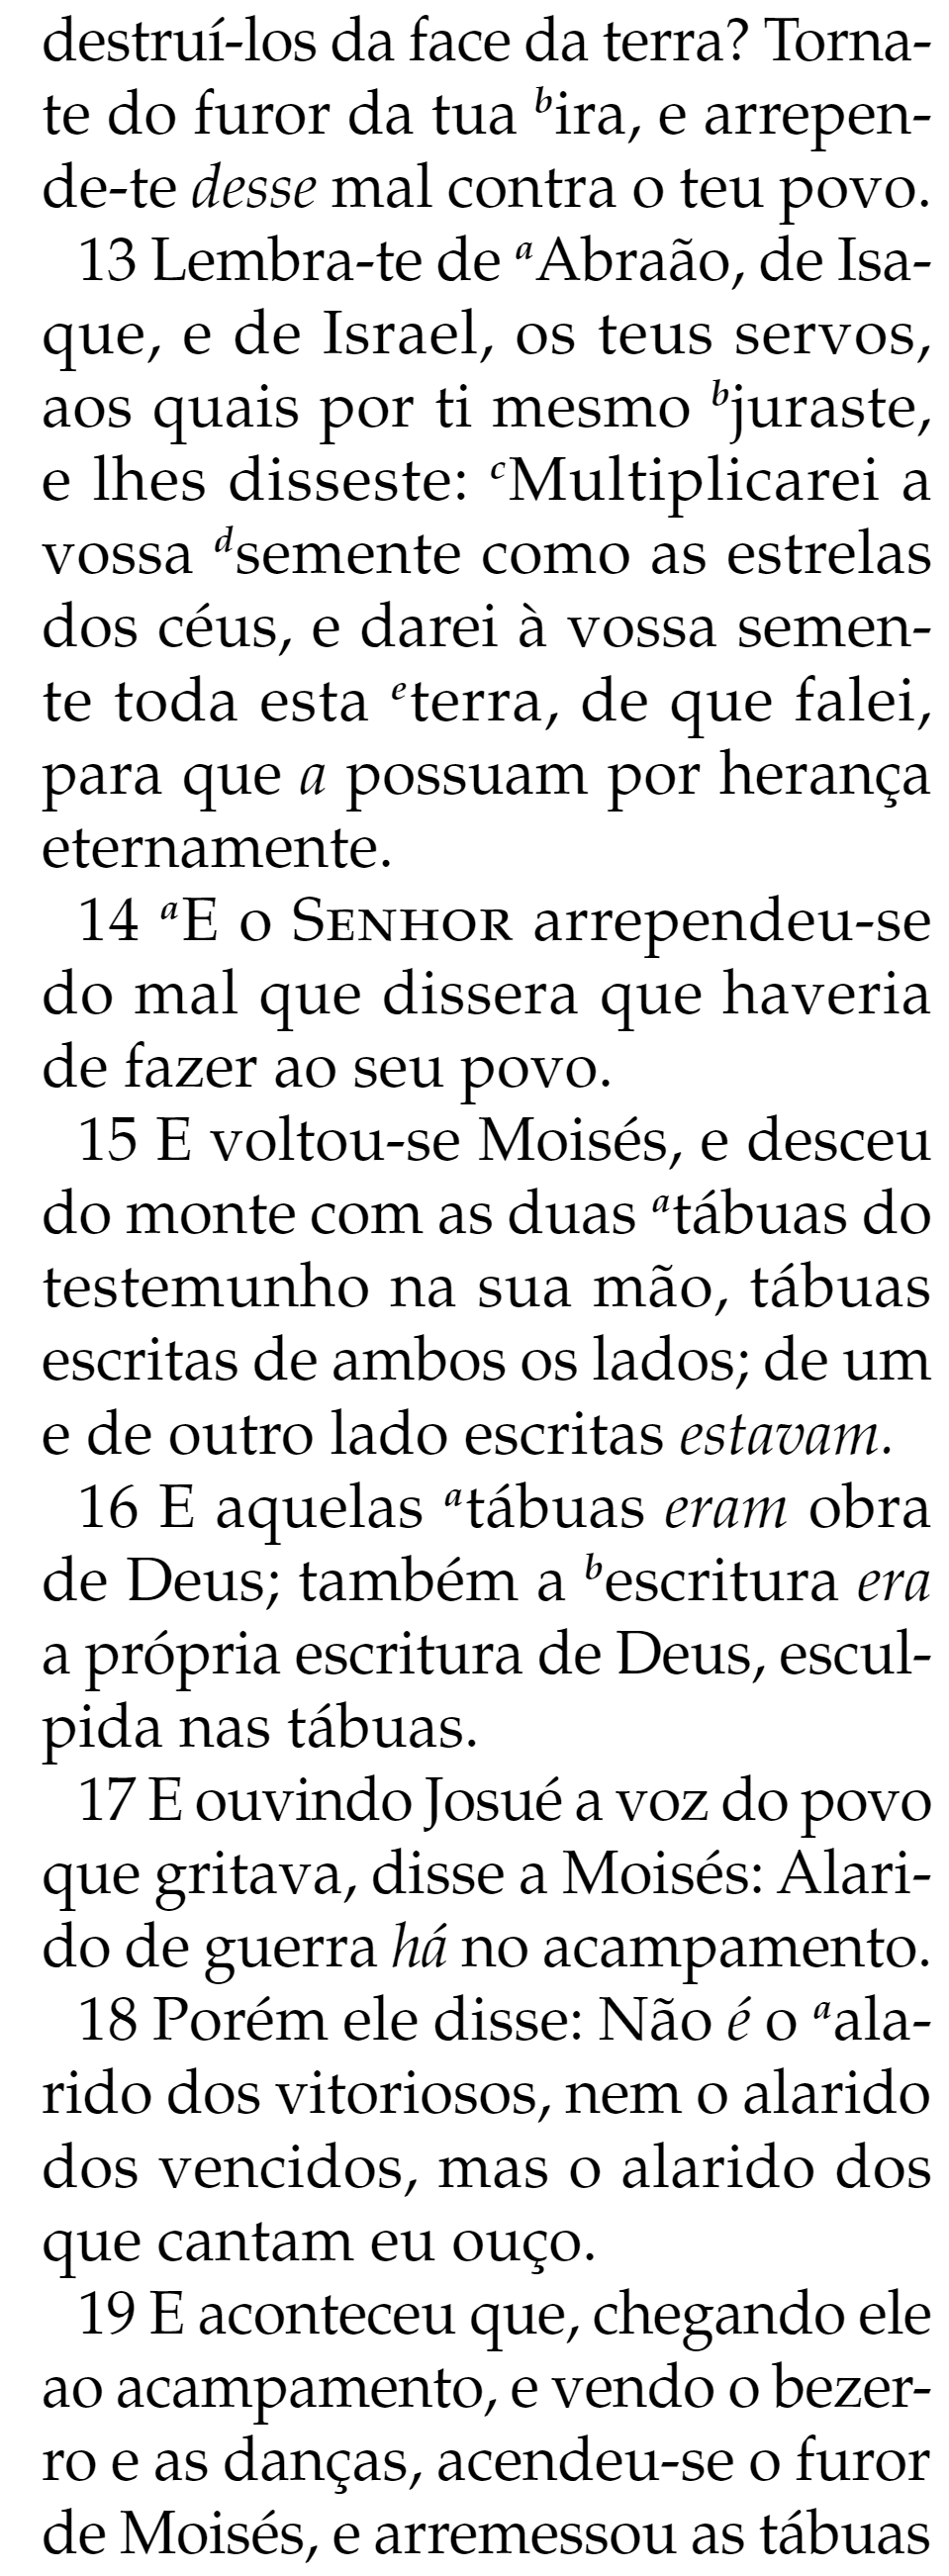 destruí-los da face da terra? Torna-
te do furor da tua ᵇira, e arrepen-
de-te desse mal contra o teu povo.
13 Lembra-te de ᵃAbraão, de Isa-
que, e de Israel, os teus servos,
aos quais por ti mesmo ᵇjuraste,
e lhes disseste: ᶜMultiplicarei a
vossa ᵈsemente como as estrelas
dos céus, e darei à vossa semen-
te toda esta ᵉterra, de que falei,
para que a possuam por herança
eternamente.
14 ᵃE o SENHOR arrependeu-se
do mal que dissera que haveria
de fazer ao seu povo.
15 E voltou-se Moisés, e desceu
do monte com as duas ᵃtábuas do
testemunho na sua mão, tábuas
escritas de ambos os lados; de um
e de outro lado escritas estavam.
16 E aquelas ᵃtábuas eram obra
de Deus; também a ᵇescritura era
a própria escritura de Deus, escul-
pida nas tábuas.
17 E ouvindo Josué a voz do povo
que gritava, disse a Moisés: Alari-
do de guerra há no acampamento.
18 Porém ele disse: Não é o ᵃala-
rido dos vitoriosos, nem o alarido
dos vencidos, mas o alarido dos
que cantam eu ouço.
19 E aconteceu que, chegando ele
ao acampamento, e vendo o bezer-
ro e as danças, acendeu-se o furor
de Moisés, e arremessou as tábuas